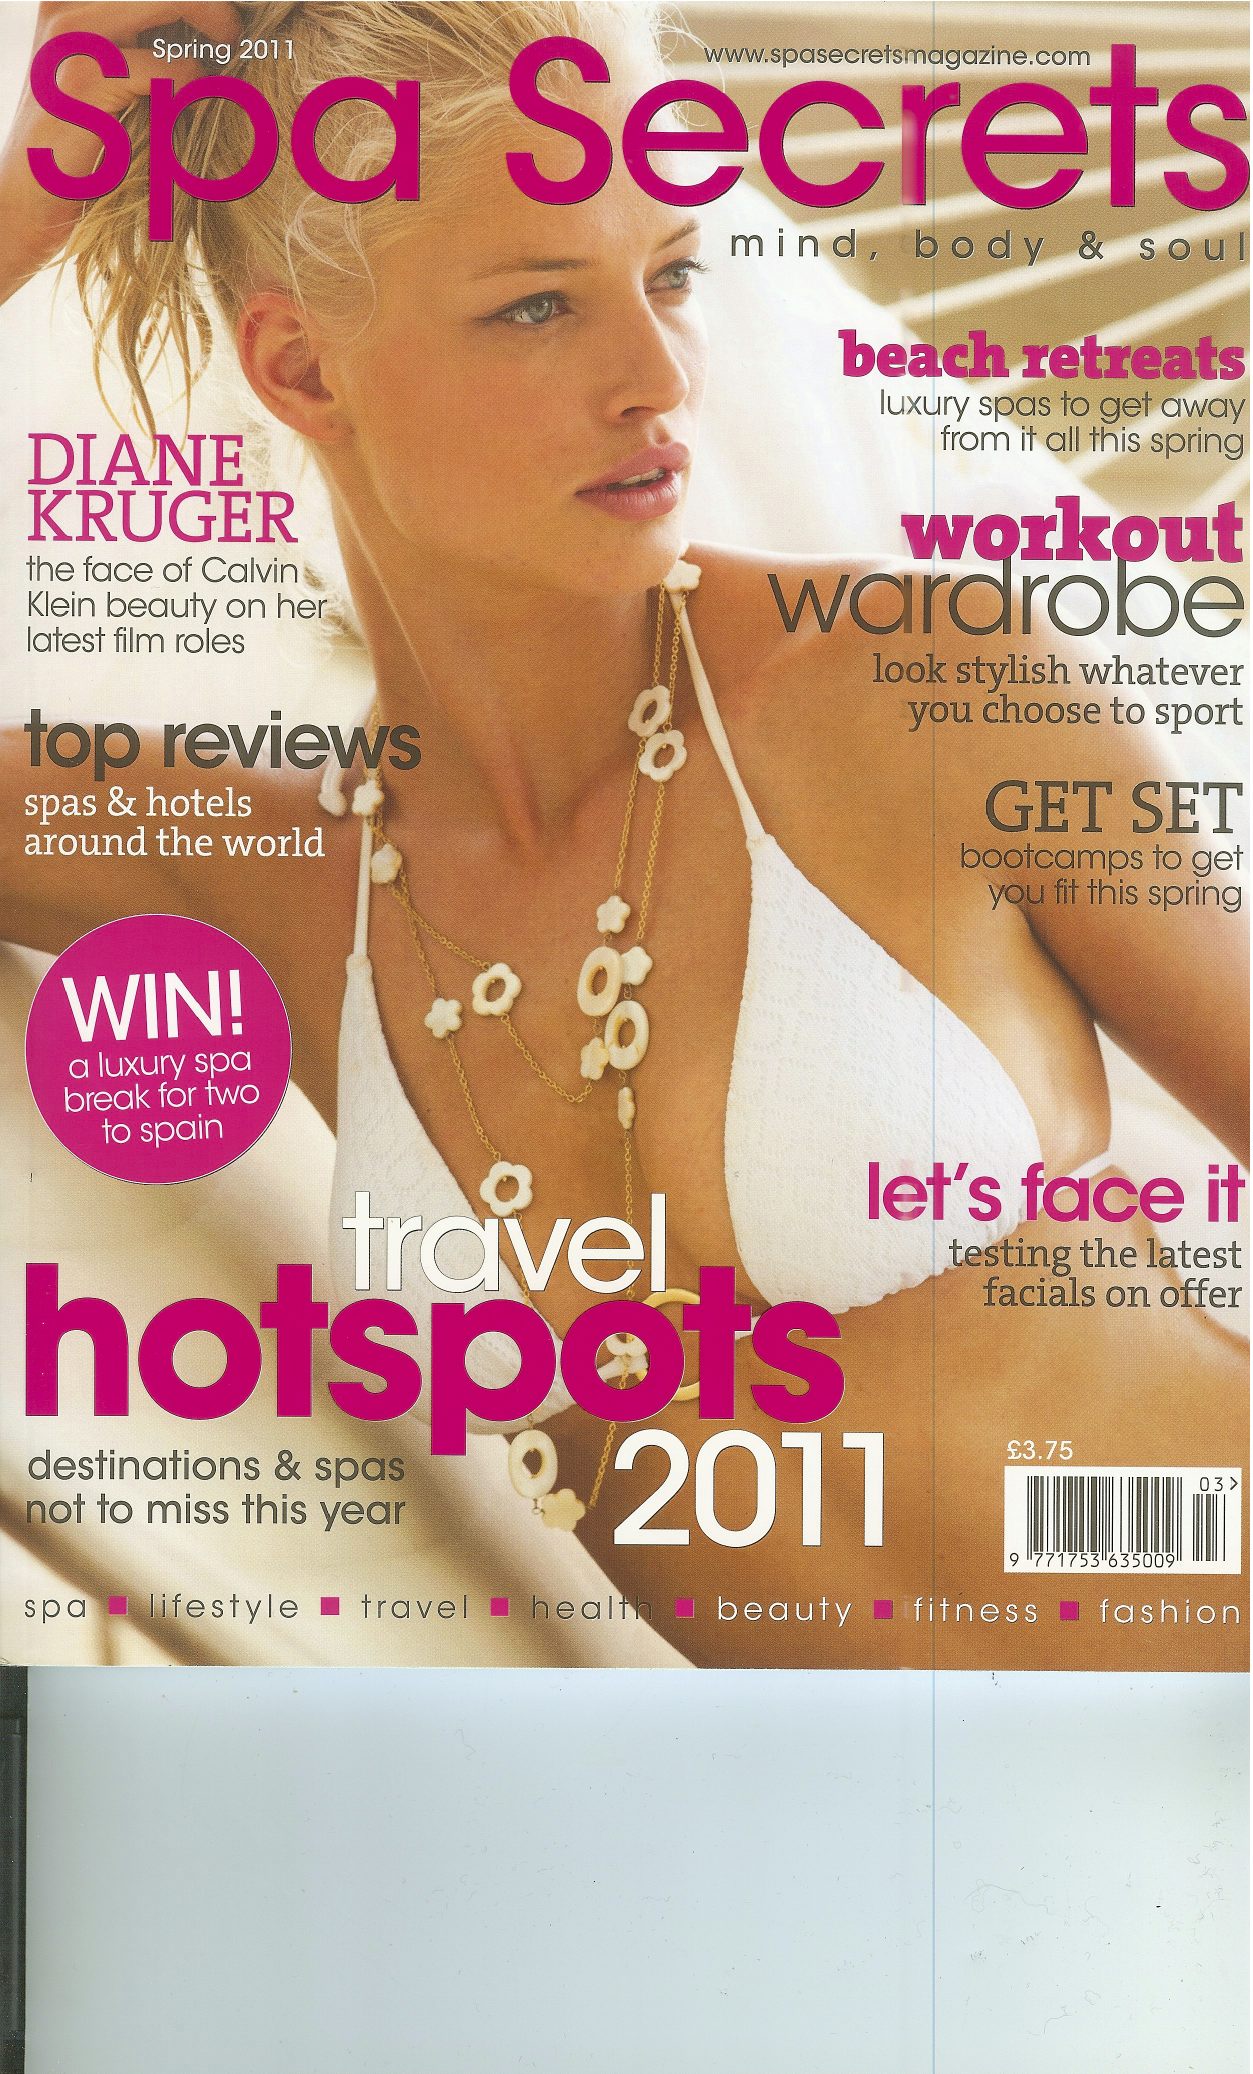 Spring 2011
www.spasecretsmagazine.com
Spa Secrets
mind, body & soul
beach retreats
luxury spas to get away
from it all this spring
DIANE
KRUGER
the face of Calvin
Klein beauty on her
latest film roles
workout
wardrobe
look stylish whatever
you choose to sport
top reviews
spas & hotels
around the world
GET SET
bootcamps to get
you fit this spring
WIN!
a luxury spa
break for two
to spain
let's face it
testing the latest
facials on offer
travel
hotspots
2011
destinations & spas
not to miss this year
£3.75
03>
9 771753 635009
spa ■ lifestyle ■ travel ■ health ■ beauty ■ fitness ■ fashion